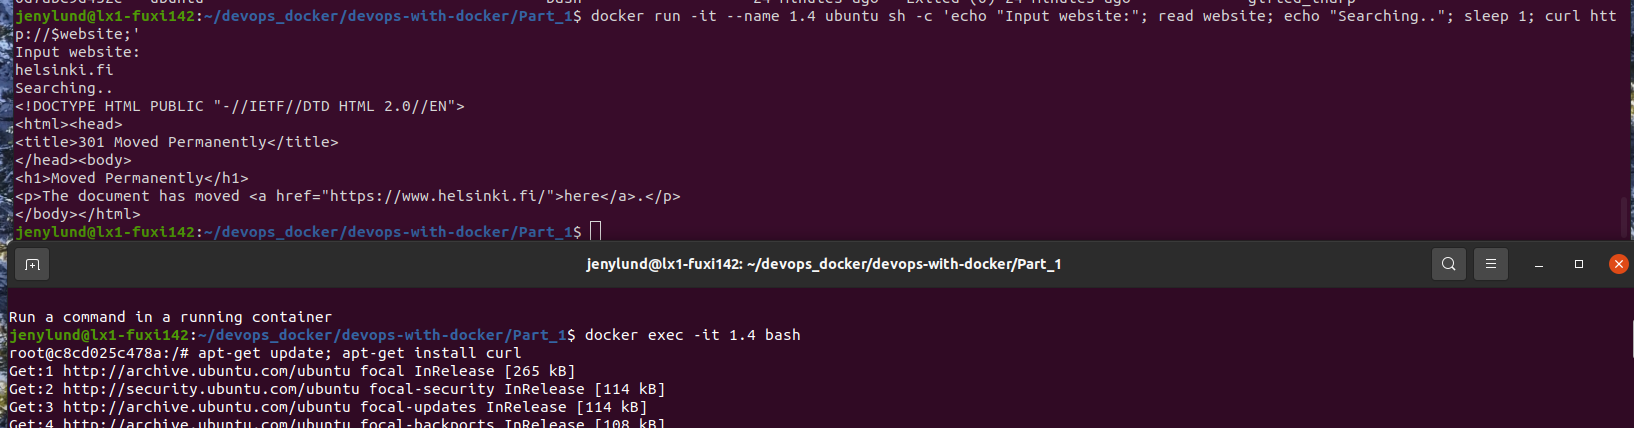 jenylund@lx1-fuxi142:~/devops_docker/devops-with-docker/Part_1$ docker run -it --name 1.4 ubuntu sh -c 'echo "Input website:"; read website; echo "Searching.."; sleep 1; curl htt
p://$website;'
Input website:
helsinki.fi
Searching..
<!DOCTYPE HTML PUBLIC "-//IETF//DTD HTML 2.0//EN">
<html><head>
<title>301 Moved Permanently</title>
</head><body>
<h1>Moved Permanently</h1>
<p>The document has moved <a href="https://www.helsinki.fi/">here</a>.</p>
</body></html>
jenylund@lx1-fuxi142:~/devops_docker/devops-with-docker/Part_1$
jenylund@lx1-fuxi142: ~/devops_docker/devops-with-docker/Part_1
Run a command in a running container
jenylund@lx1-fuxi142:~/devops_docker/devops-with-docker/Part_1$ docker exec -it 1.4 bash
root@c8cd025c478a:/# apt-get update; apt-get install curl
Get:1 http://archive.ubuntu.com/ubuntu focal InRelease [265 kB]
Get:2 http://security.ubuntu.com/ubuntu focal-security InRelease [114 kB]
Get:3 http://archive.ubuntu.com/ubuntu focal-updates InRelease [114 kB]
Get:4 http://archive.ubuntu.com/ubuntu focal-backports InRelease [108 kB]